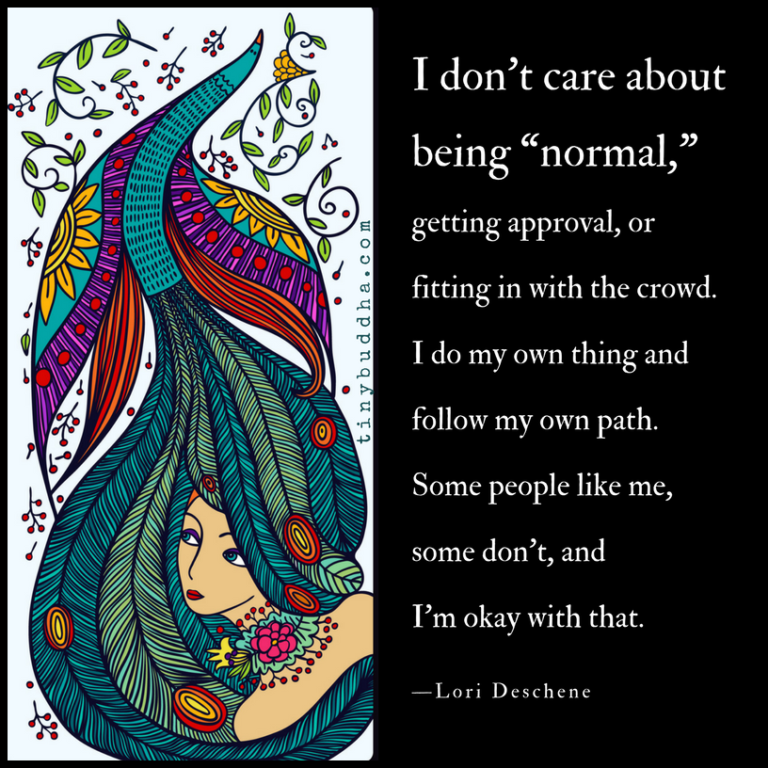 I don’t care about
being “normal,”
getting approval, or
fitting in with the crowd.
I do my own thing and
follow my own path.
Some people like me,
some don’t, and
I’m okay with that.
—Lori Deschene
tinybuddha.com